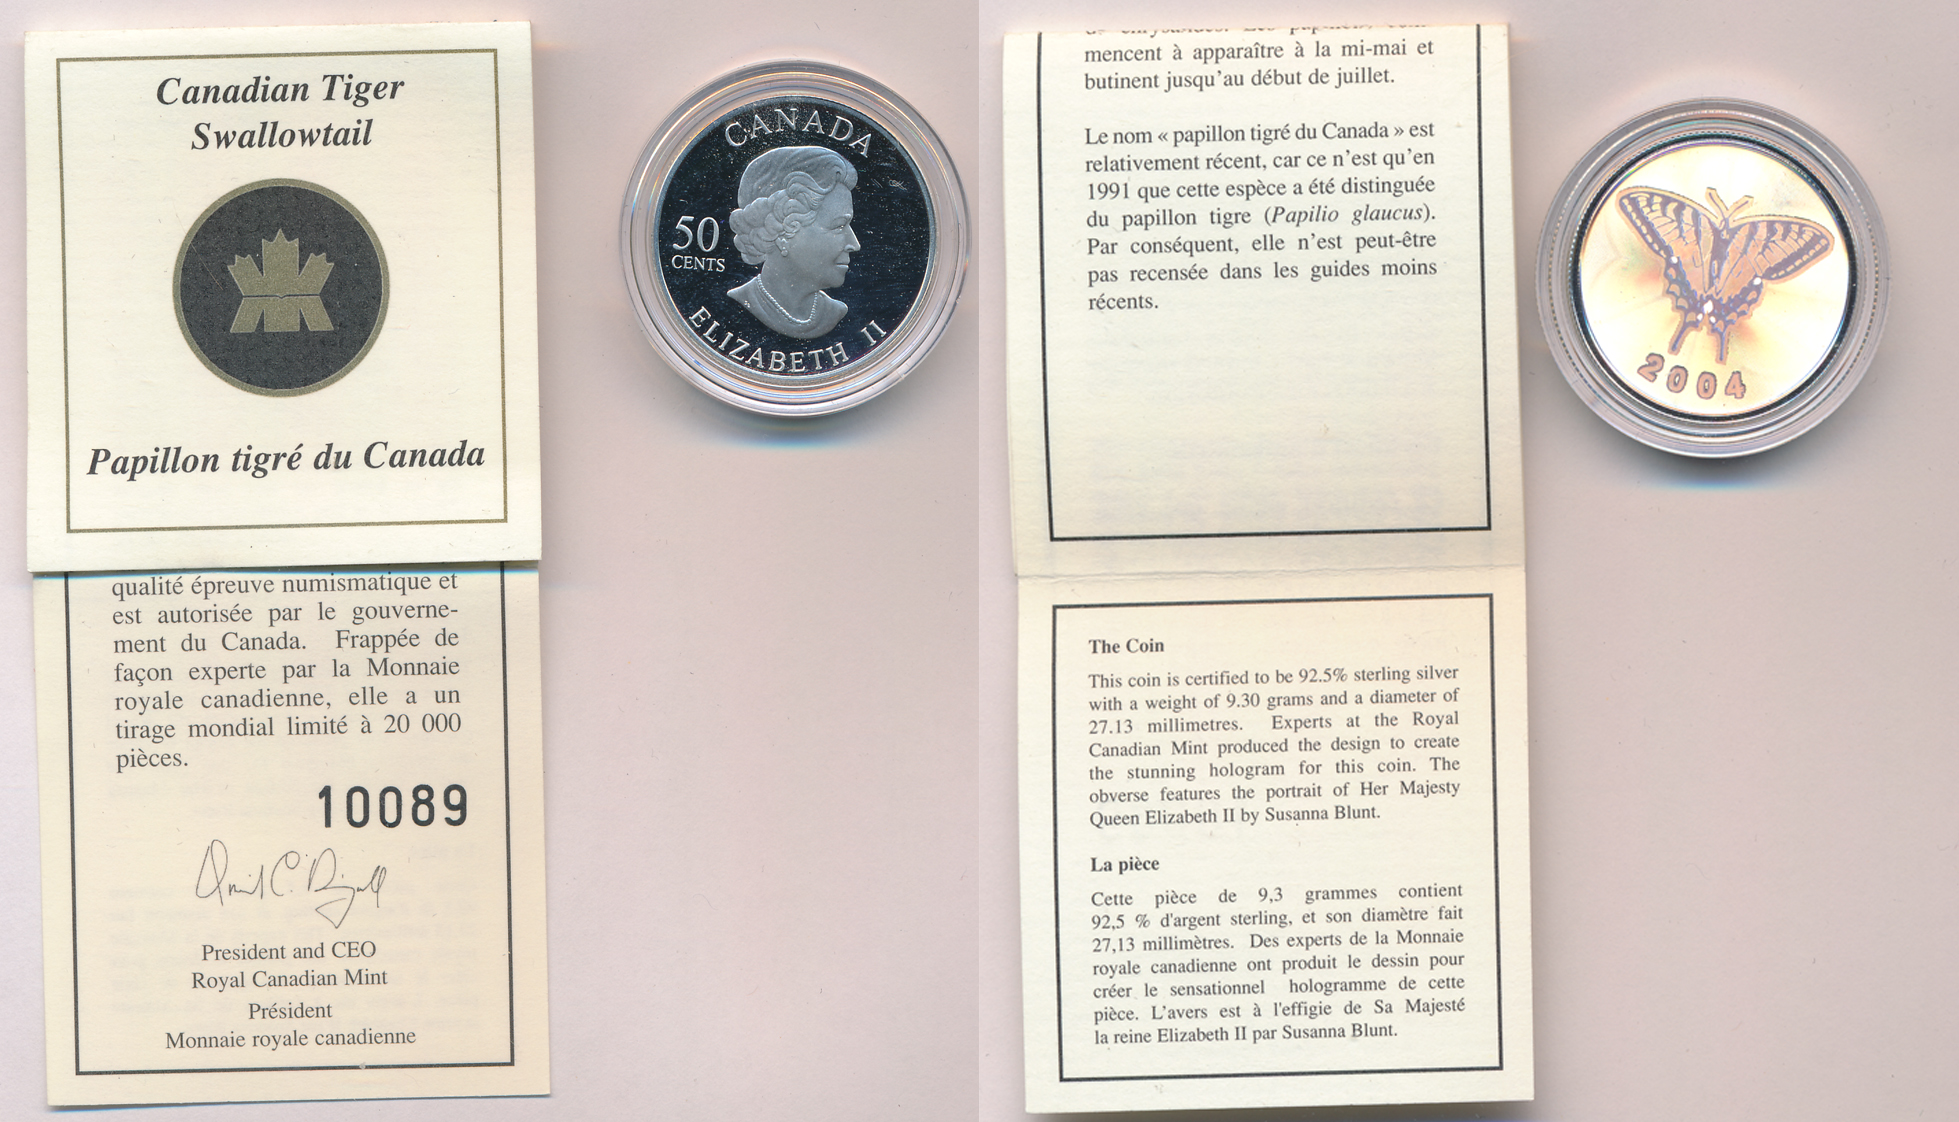 Canadian Tiger
Swallowtail
Papillon tigré du Canada
qualité épreuve numismatique et
est autorisée par le gouverne-
ment du Canada. Frappée de
façon experte par la Monnaie
royale canadienne, elle a un
tirage mondial limité à 20 000
pièces.
10089
President and CEO
Royal Canadian Mint
Président
Monnaie royale canadienne
CANADA
50
CENTS
ELIZABETH II
mencent à apparaître à la mi-mai et
butinent jusqu'au début de juillet.
Le nom « papillon tigré du Canada » est
relativement récent, car ce n'est qu'en
1991 que cette espèce a été distinguée
du papillon tigre (Papilio glaucus).
Par conséquent, elle n'est peut-être
pas recensée dans les guides moins
récents.
The Coin
This coin is certified to be 92.5% sterling silver
with a weight of 9.30 grams and a diameter of
27.13 millimetres. Experts at the Royal
Canadian Mint produced the design to create
the stunning hologram for this coin. The
obverse features the portrait of Her Majesty
Queen Elizabeth II by Susanna Blunt.
La pièce
Cette pièce de 9,3 grammes contient
92,5 % d'argent sterling, et son diamètre fait
27,13 millimètres. Des experts de la Monnaie
royale canadienne ont produit le dessin pour
créer le sensationnel hologramme de cette
pièce. L'avers est à l'effigie de Sa Majesté
la reine Elizabeth II par Susanna Blunt.
2004